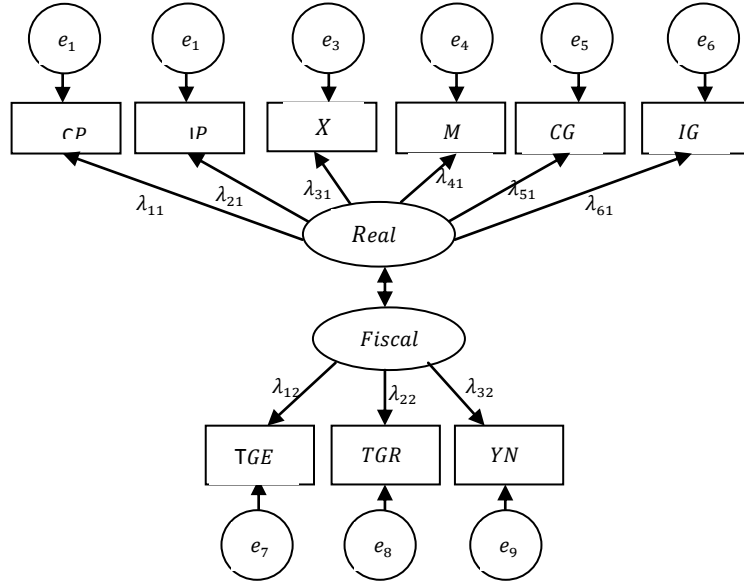 e₁ e₁ e₃ e₄ e₅ e₆
CP IP X M CG IG
λ₁₁ λ₂₁ λ₃₁ λ₄₁ λ₅₁ λ₆₁
Real
Fiscal
λ₁₂ λ₂₂ λ₃₂
TGE TGR YN
e₇ e₈ e₉